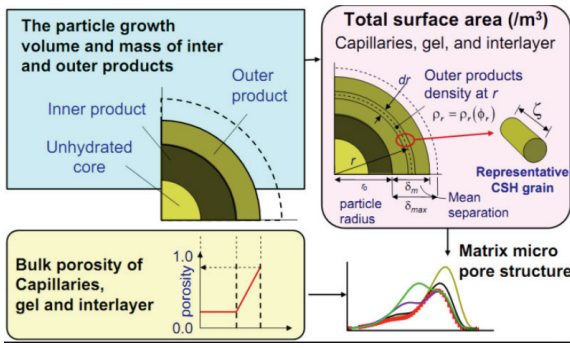 The particle growth
volume and mass of inter
and outer products
Outer
product
Inner product
Unhydrated
core
Total surface area (/m³)
Capillaries, gel, and interlayer
dr
Outer products
density at r
ρr = ρr(ϕr)
ζ
r
Representative
CSH grain
r₀
δm
particle
radius
δmax
Mean
separation
Bulk porosity of
Capillaries,
gel and interlayer
1.0
porosity
0.0
Matrix micro
pore structure